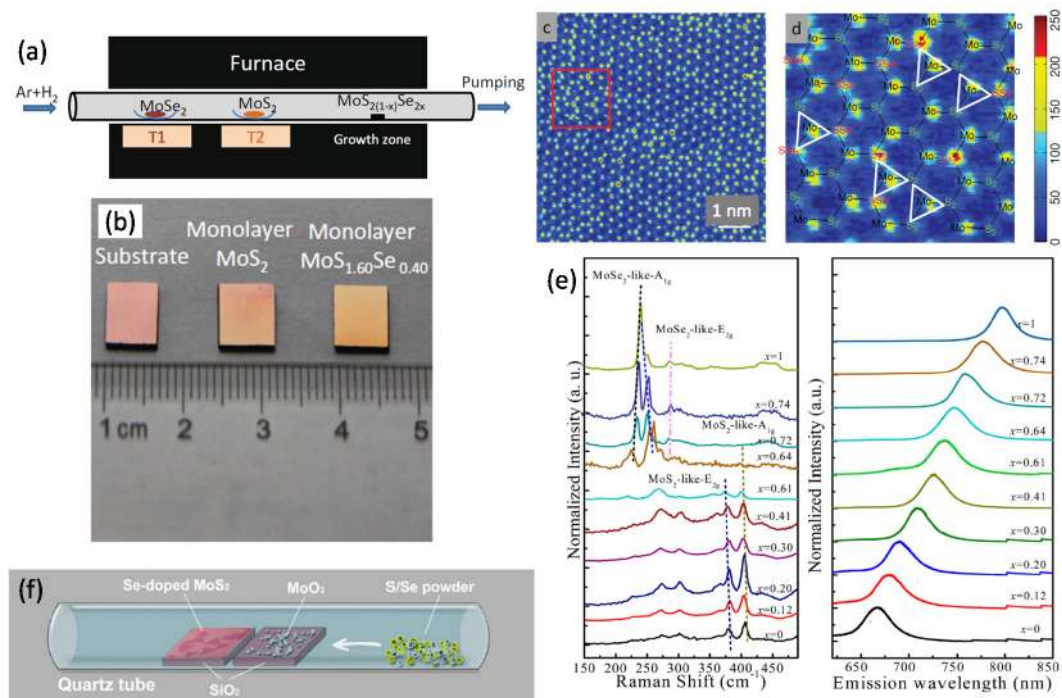 (a)
Furnace
Ar+H2
Pumping
MoSe2
MoS2
MoS2(1-x)Se2x
T1
T2
Growth zone
(b)
Substrate
Monolayer
MoS2
Monolayer
MoS1.60Se0.40
1 cm 2 3 4 5
c
1 nm
d
250
200
150
100
50
0
(e)
MoSe2-like-A1g
MoSe2-like-E2g
x=1
x=0.74
MoS2-like-A1g
x=0.72
x=0.64
MoS2-like-E2g
x=0.61
x=0.41
x=0.30
x=0.20
x=0.12
x=0
Normalized Intensity (a. u.)
150 200 250 300 350 400 450
Raman Shift (cm-1)
x=1
x=0.74
x=0.72
x=0.64
x=0.61
x=0.41
x=0.30
x=0.20
x=0.12
x=0
Normalized Intensity (a.u.)
650 700 750 800 850
Emission wavelength (nm)
(f)
Se-doped MoS2
MoO3
S/Se powder
SiO2
Quartz tube